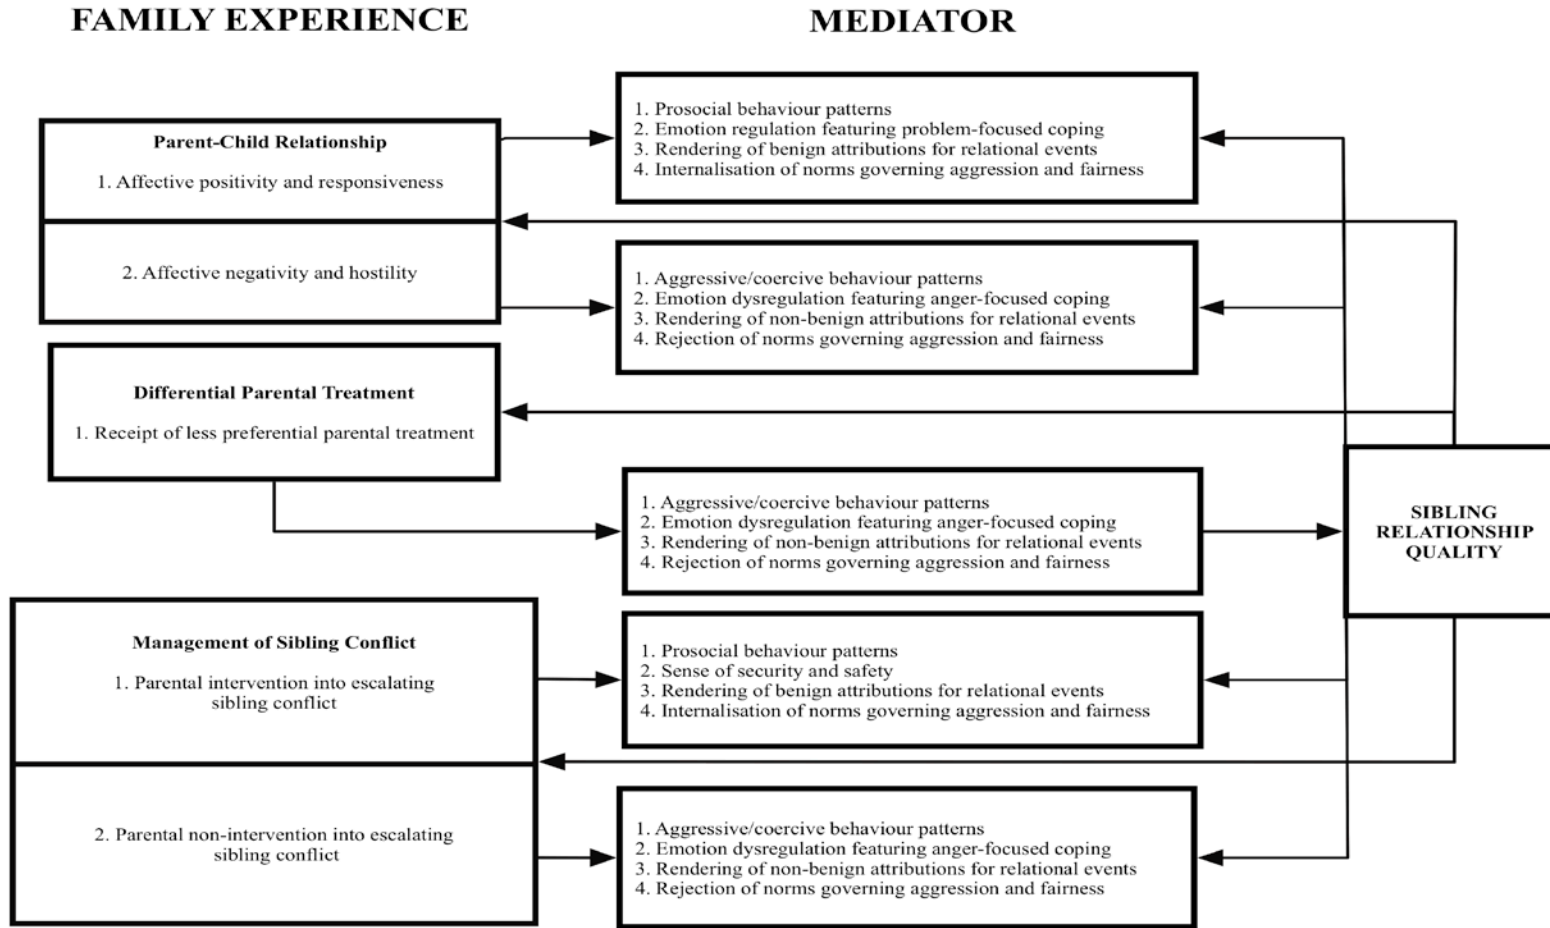 FAMILY EXPERIENCE
MEDIATOR
Parent-Child Relationship
1. Affective positivity and responsiveness
2. Affective negativity and hostility
1. Prosocial behaviour patterns
2. Emotion regulation featuring problem-focused coping
3. Rendering of benign attributions for relational events
4. Internalisation of norms governing aggression and fairness
1. Aggressive/coercive behaviour patterns
2. Emotion dysregulation featuring anger-focused coping
3. Rendering of non-benign attributions for relational events
4. Rejection of norms governing aggression and fairness
Differential Parental Treatment
1. Receipt of less preferential parental treatment
1. Aggressive/coercive behaviour patterns
2. Emotion dysregulation featuring anger-focused coping
3. Rendering of non-benign attributions for relational events
4. Rejection of norms governing aggression and fairness
SIBLING
RELATIONSHIP
QUALITY
Management of Sibling Conflict
1. Parental intervention into escalating
sibling conflict
2. Parental non-intervention into escalating
sibling conflict
1. Prosocial behaviour patterns
2. Sense of security and safety
3. Rendering of benign attributions for relational events
4. Internalisation of norms governing aggression and fairness
1. Aggressive/coercive behaviour patterns
2. Emotion dysregulation featuring anger-focused coping
3. Rendering of non-benign attributions for relational events
4. Rejection of norms governing aggression and fairness